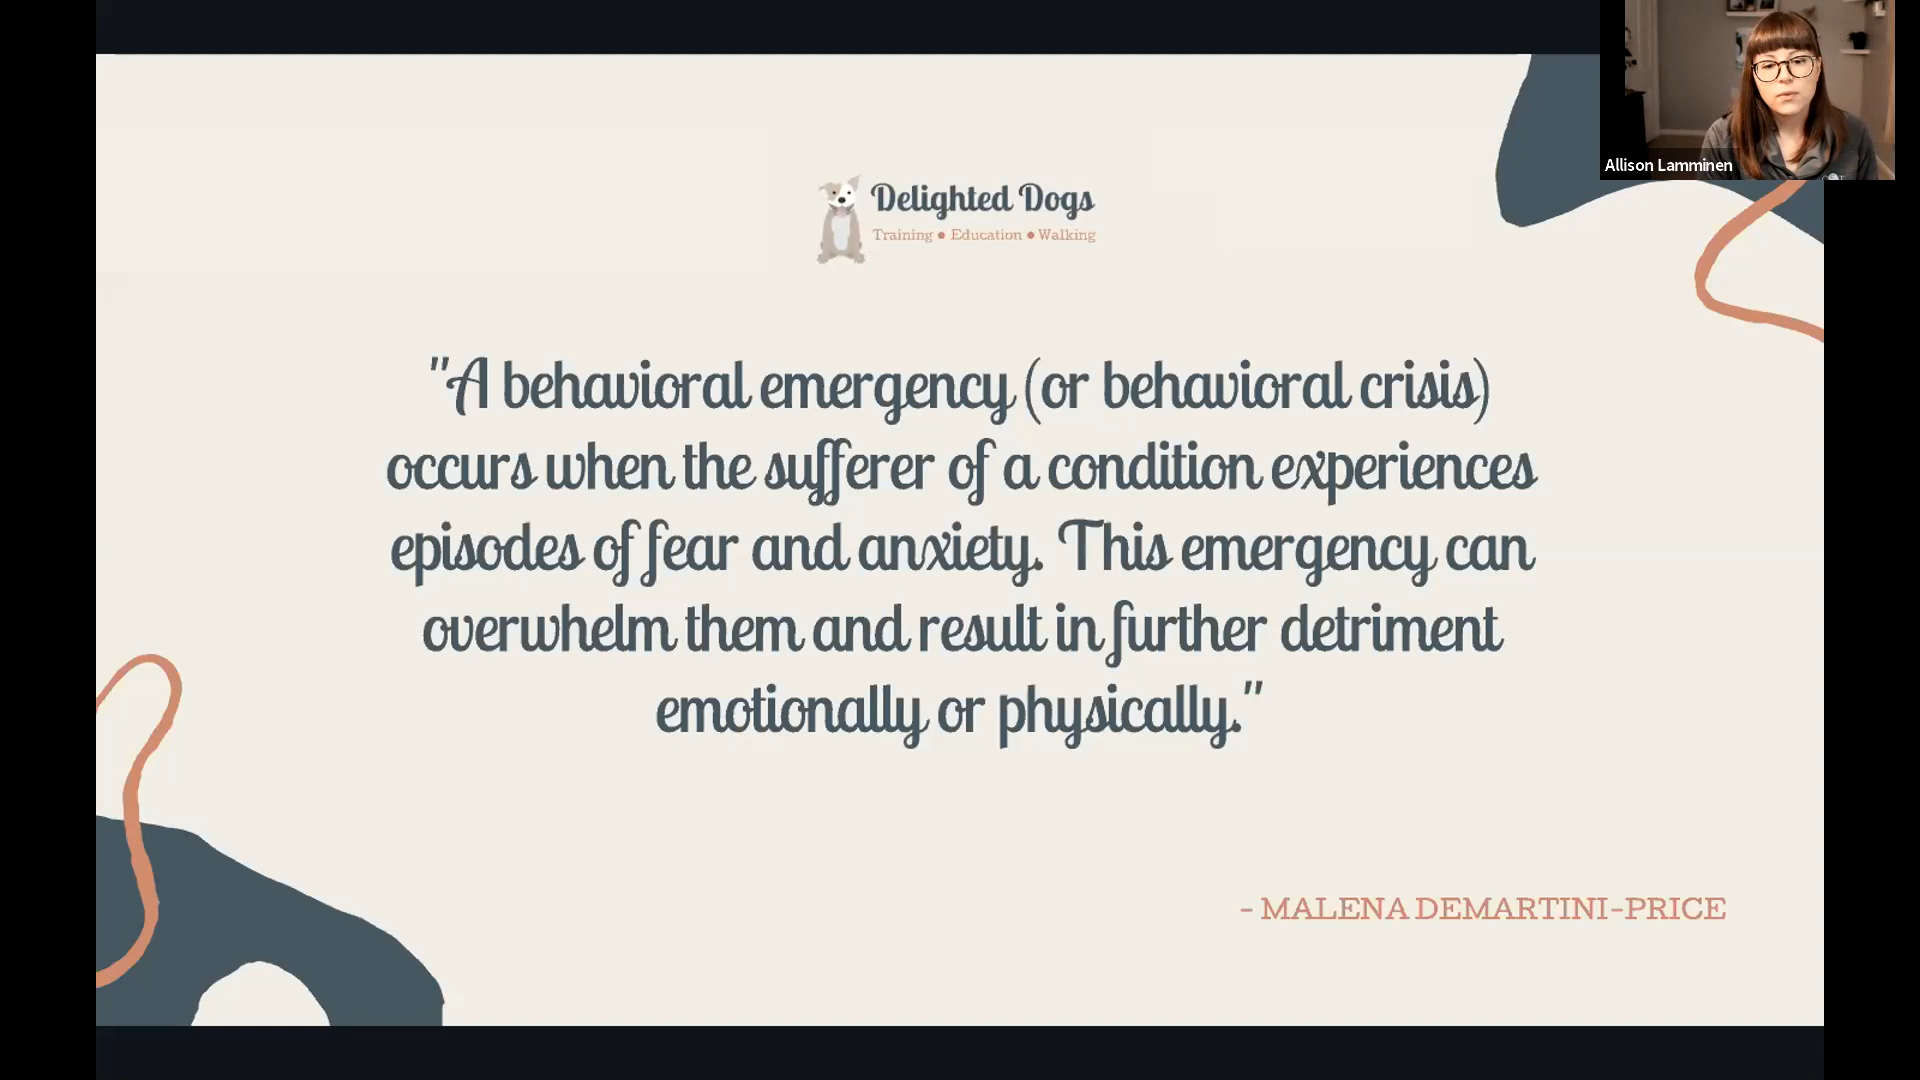 Allison Lamminen
Delighted Dogs
Training • Education • Walking
"A behavioral emergency (or behavioral crisis)
occurs when the sufferer of a condition experiences
episodes of fear and anxiety. This emergency can
overwhelm them and result in further detriment
emotionally or physically."
- MALENA DEMARTINI-PRICE